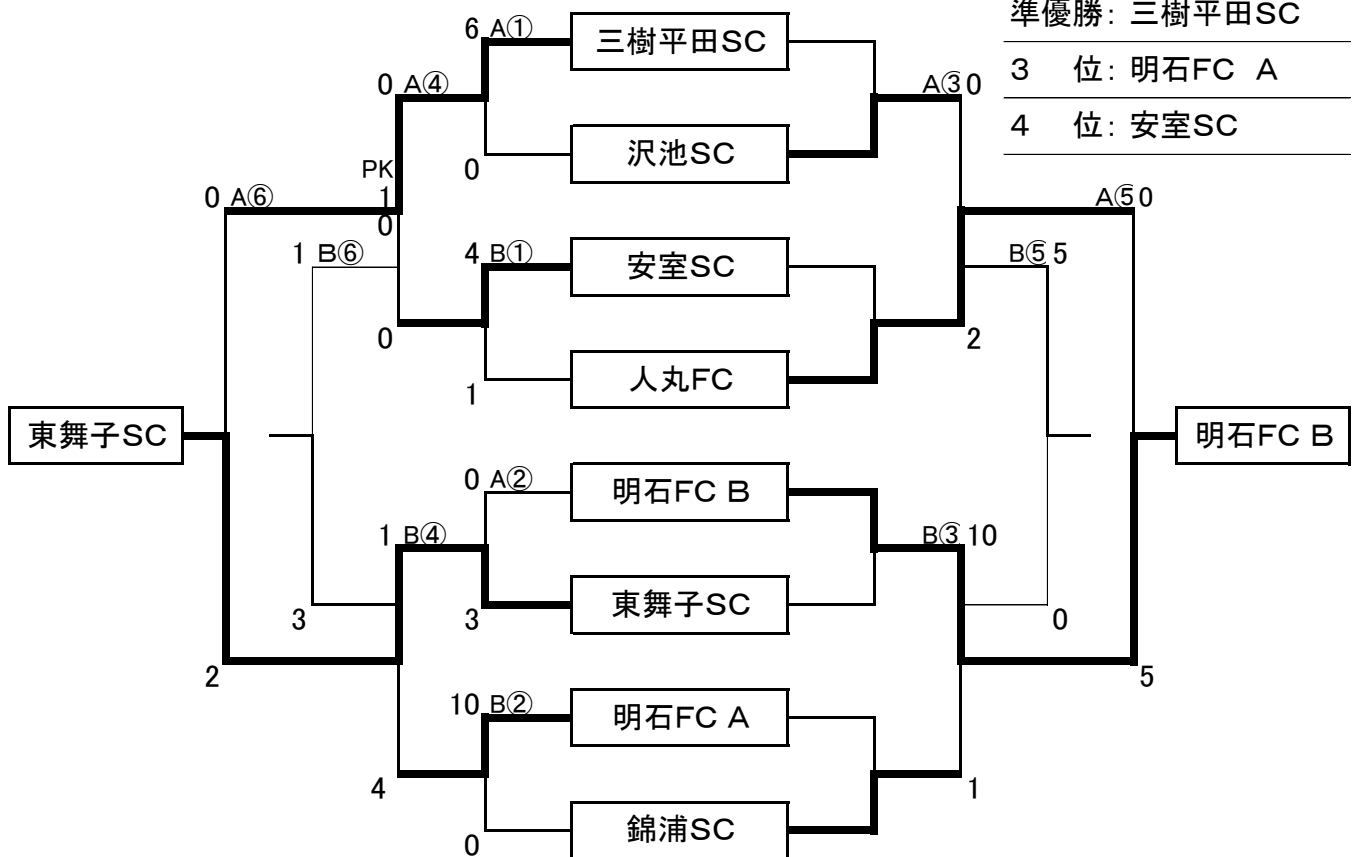 準優勝：三樹平田SC
6 A①
三樹平田SC
0 A④
A③ 0
3　位：明石FC A
4　位：安室SC
沢池SC
0
PK
1
0
0 A⑥
A⑤ 0
1 B⑥
4 B①
安室SC
B⑤ 5
0
2
1
人丸FC
東舞子SC
明石FC B
0 A②
明石FC B
1 B④
B③ 10
3
3
東舞子SC
0
2
5
10 B②
明石FC A
4
1
0
錦浦SC